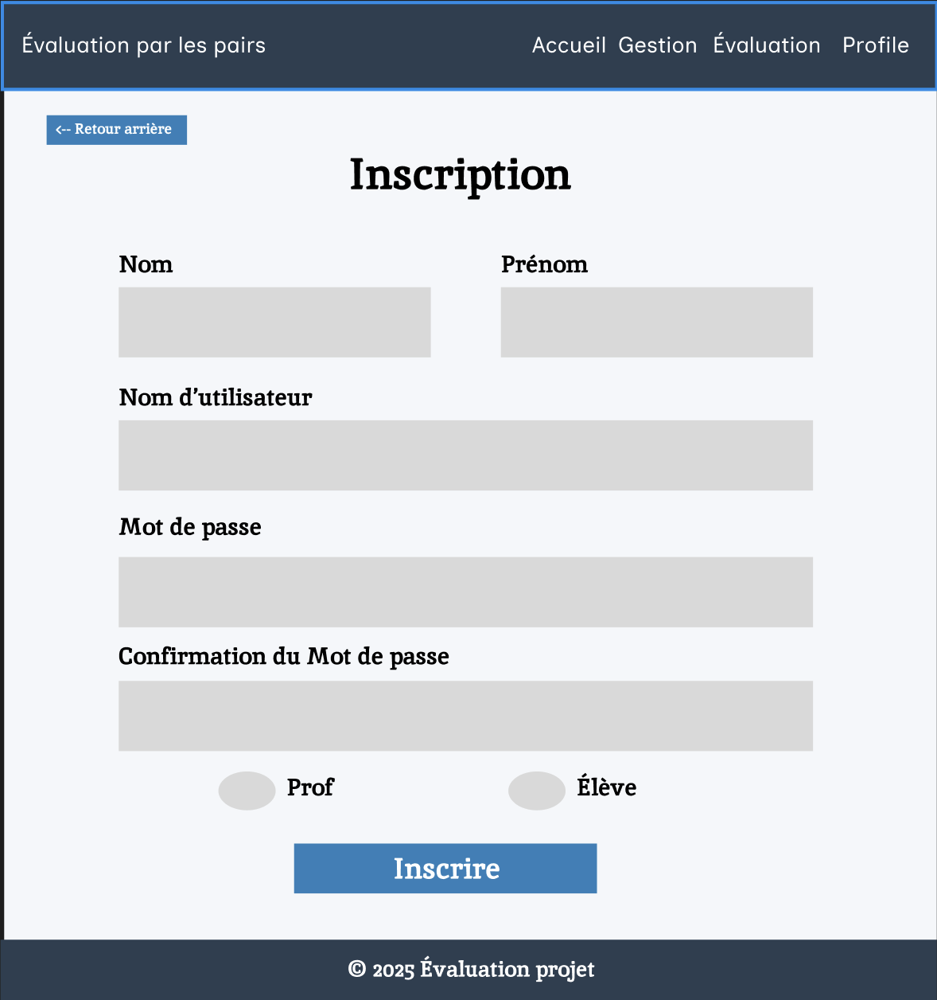 Évaluation par les pairs
Accueil Gestion Évaluation Profile
<-- Retour arrière
Inscription
Nom
Prénom
Nom d’utilisateur
Mot de passe
Confirmation du Mot de passe
Prof
Élève
Inscrire
© 2025 Évaluation projet